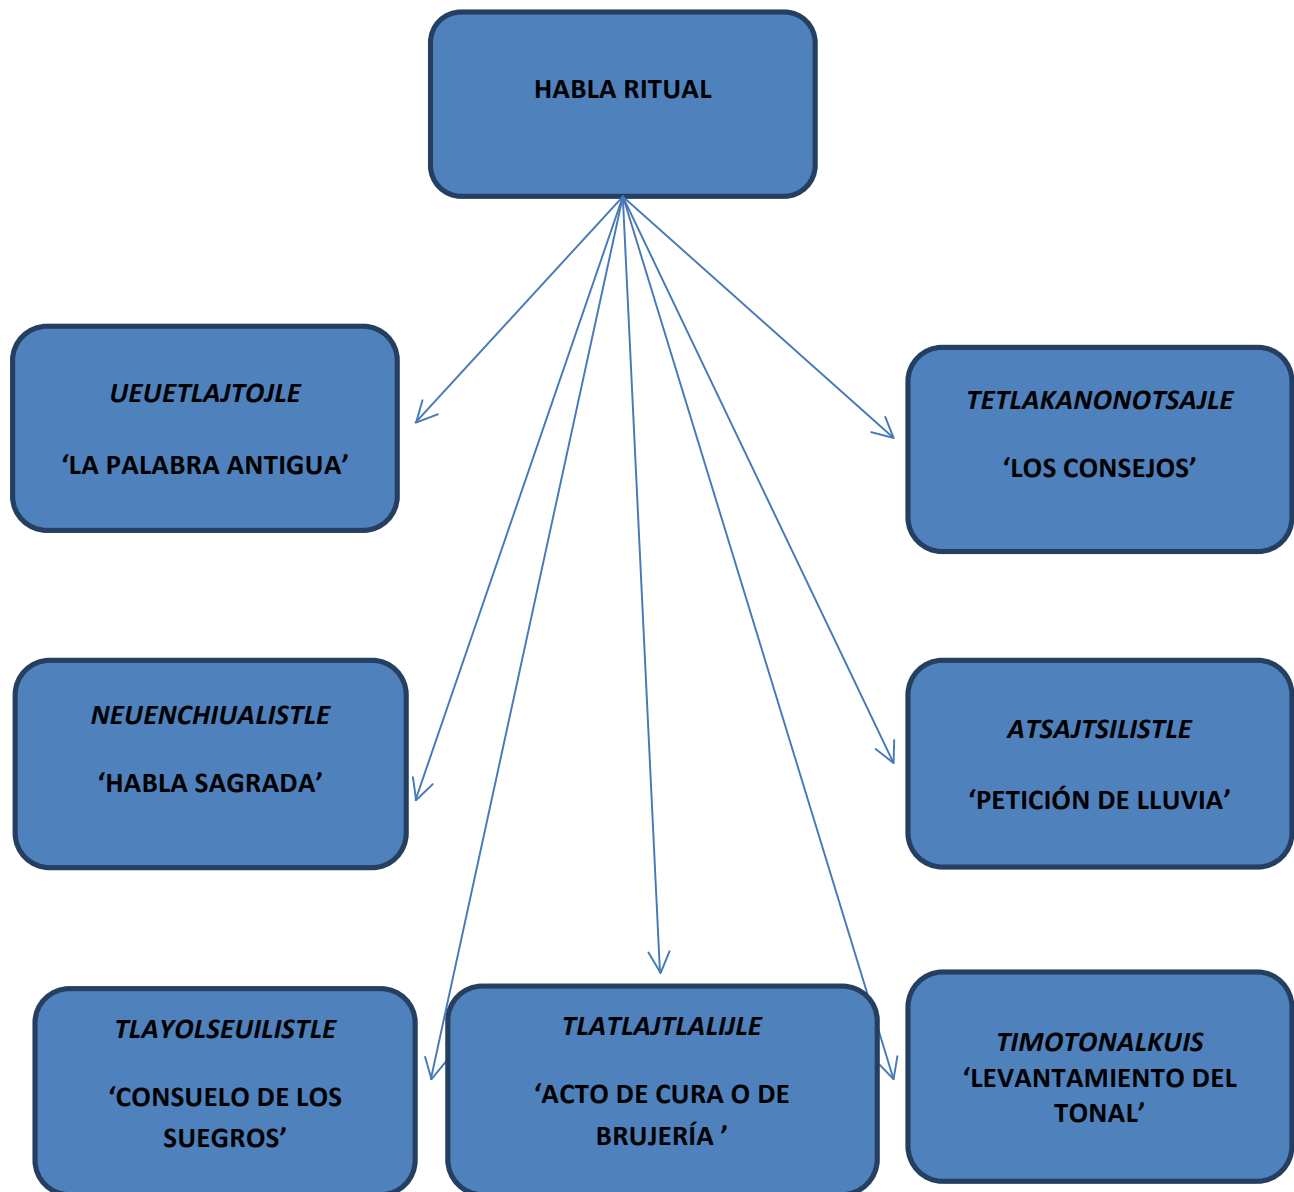 HABLA RITUAL
UEUETLAJTOJLE
‘LA PALABRA ANTIGUA’
TETLAKANONOTSAJLE
‘LOS CONSEJOS’
NEUENCHIUALISTLE
‘HABLA SAGRADA’
ATSAJTSILISTLE
‘PETICIÓN DE LLUVIA’
TLAYOLSEUILISTLE
‘CONSUELO DE LOS
SUEGROS’
TLATLAJTLALIJLE
‘ACTO DE CURA O DE
BRUJERÍA ’
TIMOTONALKUIS
‘LEVANTAMIENTO DEL
TONAL’